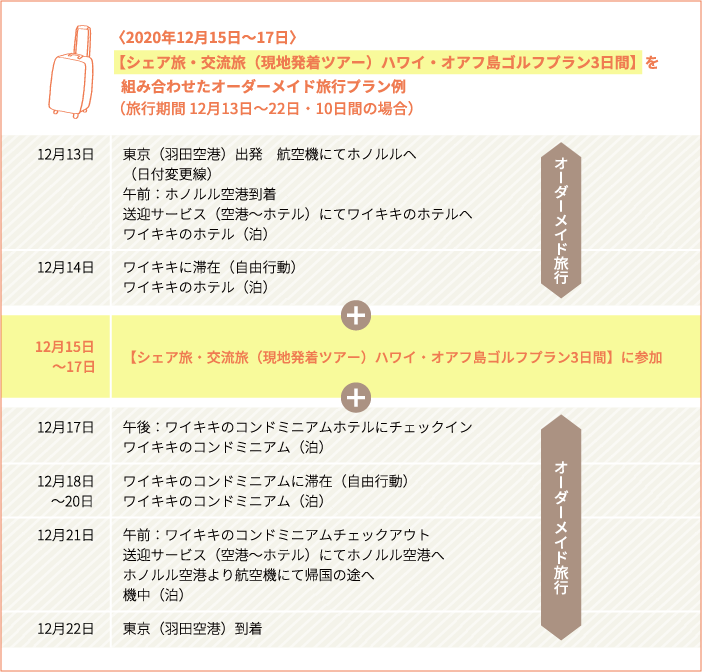 〈2020年12月15日〜17日〉
【シェア旅・交流旅（現地発着ツアー）ハワイ・オアフ島ゴルフプラン3日間】を
組み合わせたオーダーメイド旅行プラン例
（旅行期間 12月13日〜22日・10日間の場合）
12月13日
東京（羽田空港）出発　航空機にてホノルルへ
（日付変更線）
午前：ホノルル空港到着
送迎サービス（空港〜ホテル）にてワイキキのホテルへ
ワイキキのホテル（泊）
12月14日
ワイキキに滞在（自由行動）
ワイキキのホテル（泊）
オーダーメイド旅行
+
12月15日
〜17日
【シェア旅・交流旅（現地発着ツアー）ハワイ・オアフ島ゴルフプラン3日間】に参加
+
12月17日
午後：ワイキキのコンドミニアムホテルにチェックイン
ワイキキのコンドミニアム（泊）
12月18日
〜20日
ワイキキのコンドミニアムに滞在（自由行動）
ワイキキのコンドミニアム（泊）
12月21日
午前：ワイキキのコンドミニアムチェックアウト
送迎サービス（空港〜ホテル）にてホノルル空港へ
ホノルル空港より航空機にて帰国の途へ
機中（泊）
12月22日
東京（羽田空港）到着
オーダーメイド旅行